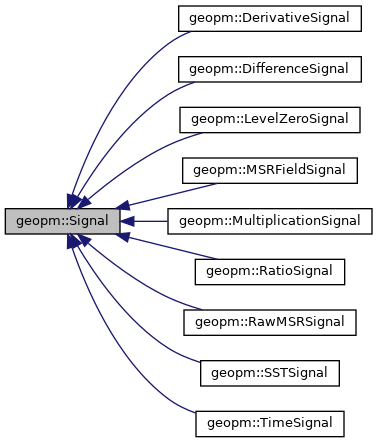 geopm::DerivativeSignal
geopm::DifferenceSignal
geopm::LevelZeroSignal
geopm::MSRFieldSignal
geopm::Signal
geopm::MultiplicationSignal
geopm::RatioSignal
geopm::RawMSRSignal
geopm::SSTSignal
geopm::TimeSignal